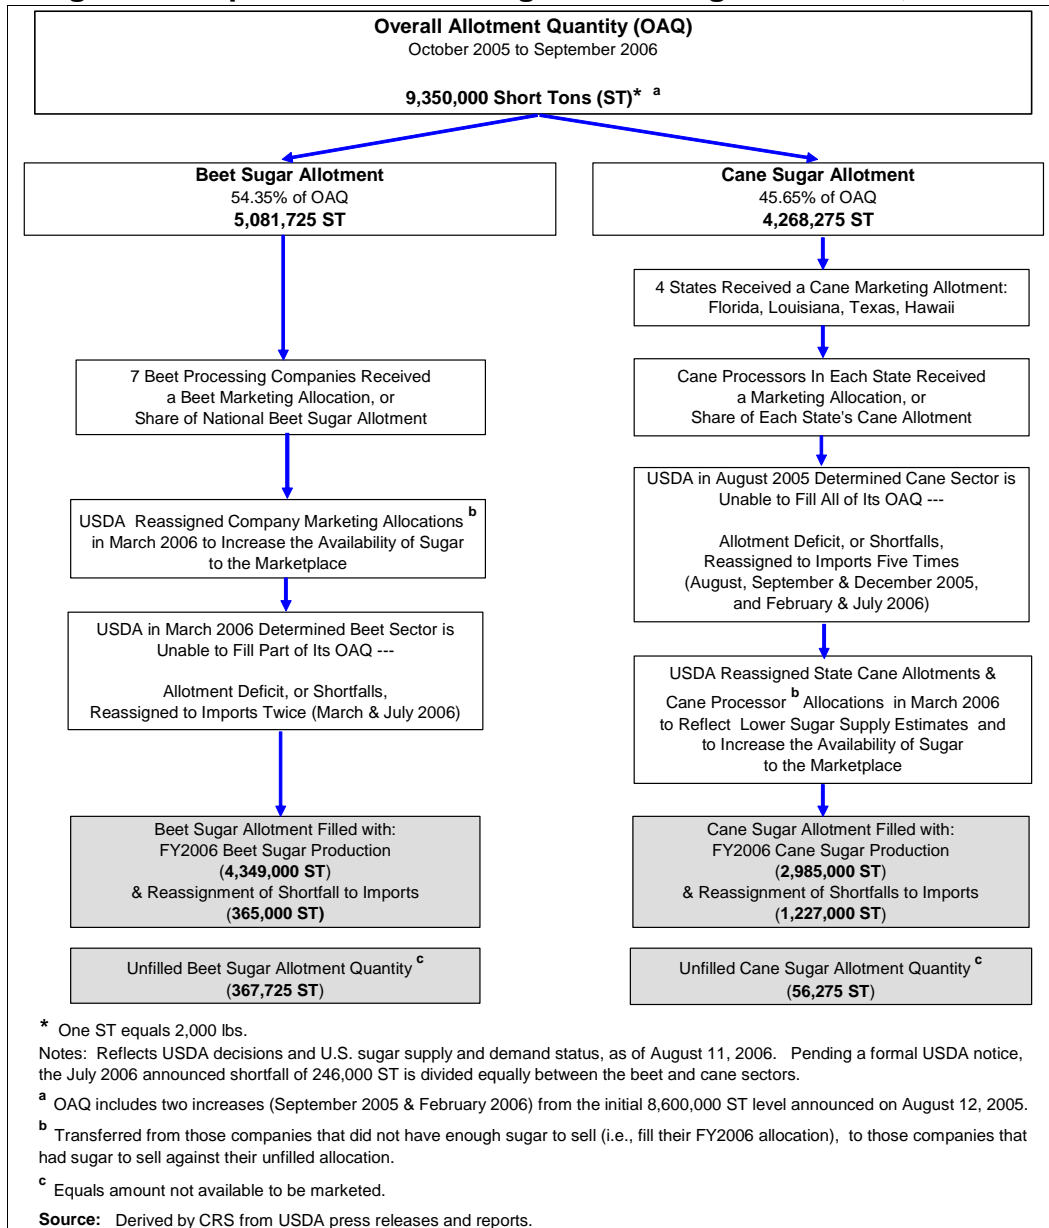 Overall Allotment Quantity (OAQ)
October 2005 to September 2006
9,350,000 Short Tons (ST)* a
Beet Sugar Allotment
54.35% of OAQ
5,081,725 ST
Cane Sugar Allotment
45.65% of OAQ
4,268,275 ST
4 States Received a Cane Marketing Allotment:
Florida, Louisiana, Texas, Hawaii
7 Beet Processing Companies Received
a Beet Marketing Allocation, or
Share of National Beet Sugar Allotment
Cane Processors In Each State Received
a Marketing Allocation, or
Share of Each State's Cane Allotment
USDA Reassigned Company Marketing Allocations b
in March 2006 to Increase the Availability of Sugar
to the Marketplace
USDA in August 2005 Determined Cane Sector is
Unable to Fill All of Its OAQ ---
Allotment Deficit, or Shortfalls,
Reassigned to Imports Five Times
(August, September & December 2005,
and February & July 2006)
USDA in March 2006 Determined Beet Sector is
Unable to Fill Part of Its OAQ ---
Allotment Deficit, or Shortfalls,
Reassigned to Imports Twice (March & July 2006)
USDA Reassigned State Cane Allotments &
Cane Processor b Allocations in March 2006
to Reflect Lower Sugar Supply Estimates and
to Increase the Availability of Sugar
to the Marketplace
Beet Sugar Allotment Filled with:
FY2006 Beet Sugar Production
(4,349,000 ST)
& Reassignment of Shortfall to Imports
(365,000 ST)
Cane Sugar Allotment Filled with:
FY2006 Cane Sugar Production
(2,985,000 ST)
& Reassignment of Shortfalls to Imports
(1,227,000 ST)
Unfilled Beet Sugar Allotment Quantity c
(367,725 ST)
Unfilled Cane Sugar Allotment Quantity c
(56,275 ST)
* One ST equals 2,000 lbs.
Notes: Reflects USDA decisions and U.S. sugar supply and demand status, as of August 11, 2006. Pending a formal USDA notice,
the July 2006 announced shortfall of 246,000 ST is divided equally between the beet and cane sectors.
a OAQ includes two increases (September 2005 & February 2006) from the initial 8,600,000 ST level announced on August 12, 2005.
b Transferred from those companies that did not have enough sugar to sell (i.e., fill their FY2006 allocation), to those companies that
had sugar to sell against their unfilled allocation.
c Equals amount not available to be marketed.
Source: Derived by CRS from USDA press releases and reports.